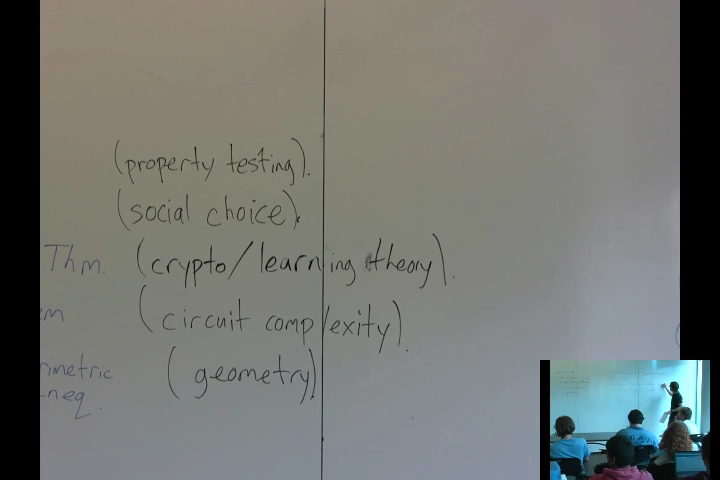 (property testing).
(social choice).
Thm. (crypto/learning theory).
(circuit complexity).
rimetric (geometry)
neq.